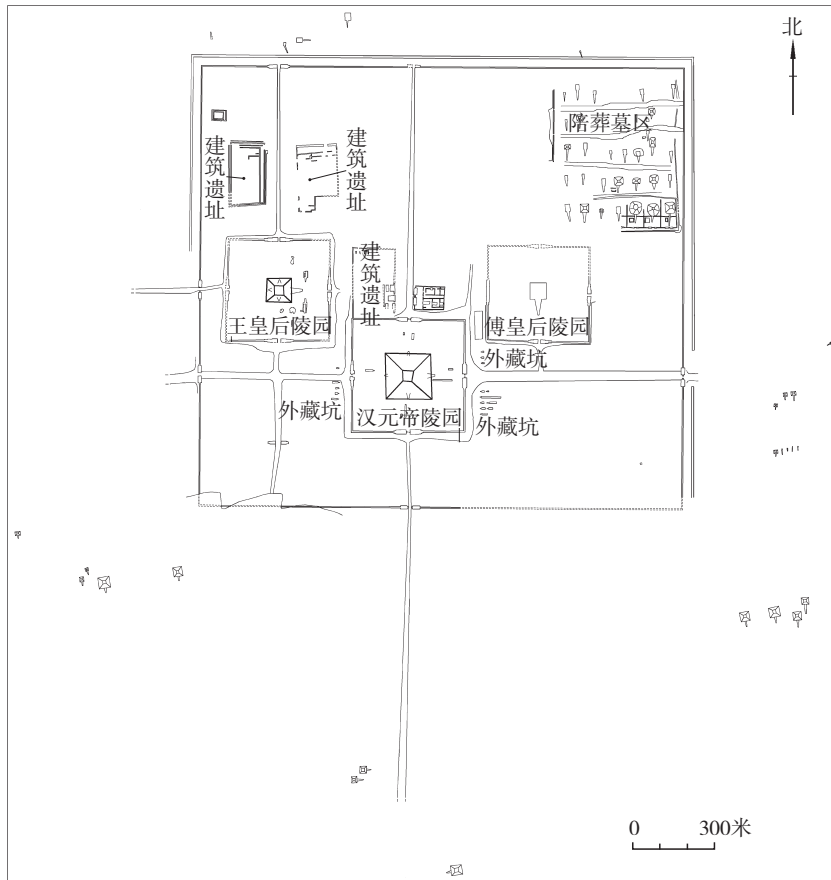 北
陪葬墓区
建筑遗址
建筑遗址
建筑遗址
王皇后陵园
傅皇后陵园
外藏坑
外藏坑
汉元帝陵园
外藏坑
0 300米